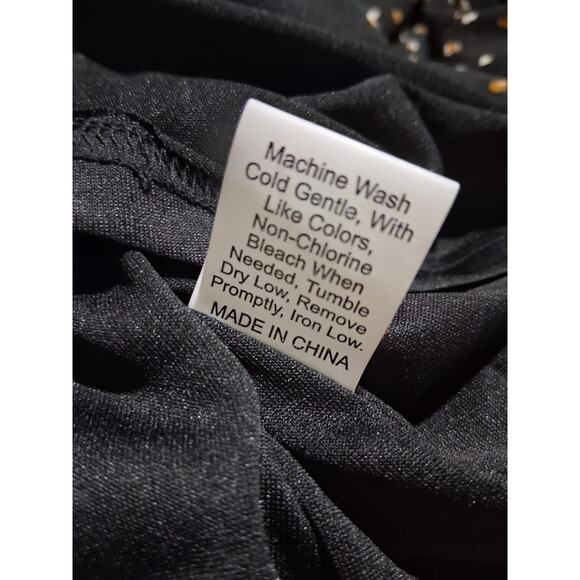 Machine Wash
Cold Gentle, With
Like Colors,
Non-Chlorine
Bleach When
Needed, Tumble
Dry Low, Remove
Promptly, Iron Low.
MADE IN CHINA